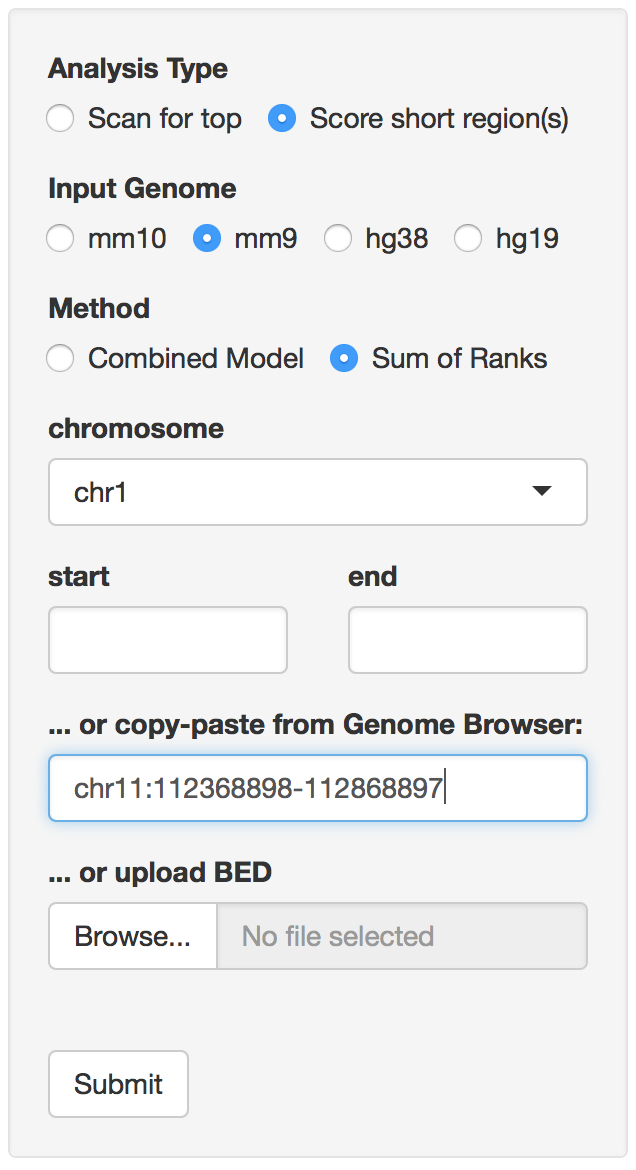 Analysis Type
Scan for top Score short region(s)
Input Genome
mm10 mm9 hg38 hg19
Method
Combined Model Sum of Ranks
chromosome
chr1
start end
... or copy-paste from Genome Browser:
chr11:112368898-112868897
... or upload BED
Browse... No file selected
Submit